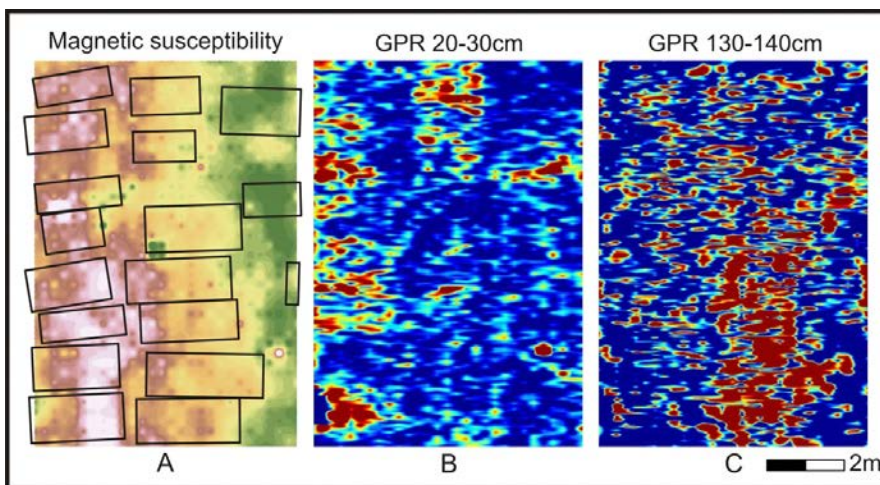 Magnetic susceptibility
GPR 20-30cm
GPR 130-140cm
A
B
C
2m